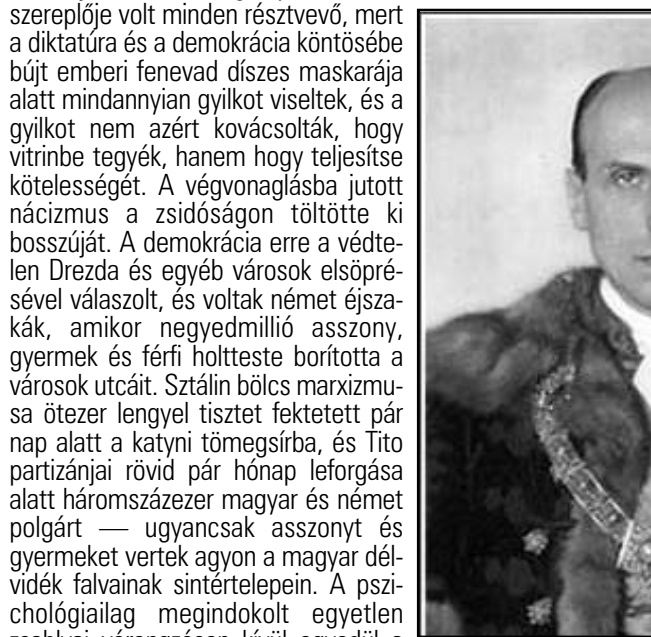 szereplője volt minden résztvevő, mert
a diktatúra és a demokrácia köntösébe
bújt emberi fenevad díszes maskarája
alatt mindannyian gyilkot viseltek, és a
gyilkot nem azért kovácsolták, hogy
vitrinbe tegyék, hanem hogy teljesítse
kötelességét. A végvonaglásba jutott
nácizmus a zsidóságon töltötte ki
bosszúját. A demokrácia erre a védte-
len Drezda és egyéb városok elsöpré-
sével válaszolt, és voltak német éjsza-
kák, amikor negyedmillió asszony,
gyermek és férfi holtteste borította a
városok utcáit. Sztálin bölcs marxizmu-
sa ötezer lengyel tisztet fektetett pár
nap alatt a katyni tömegsírba, és Tito
partizánjai rövid pár hónap leforgása
alatt háromszázezer magyar és német
polgárt — ugyancsak asszonyt és
gyermeket vertek agyon a magyar dél-
vidék falvainak sintértelepein. A pszi-
chológiailag megindokolt egyetlen